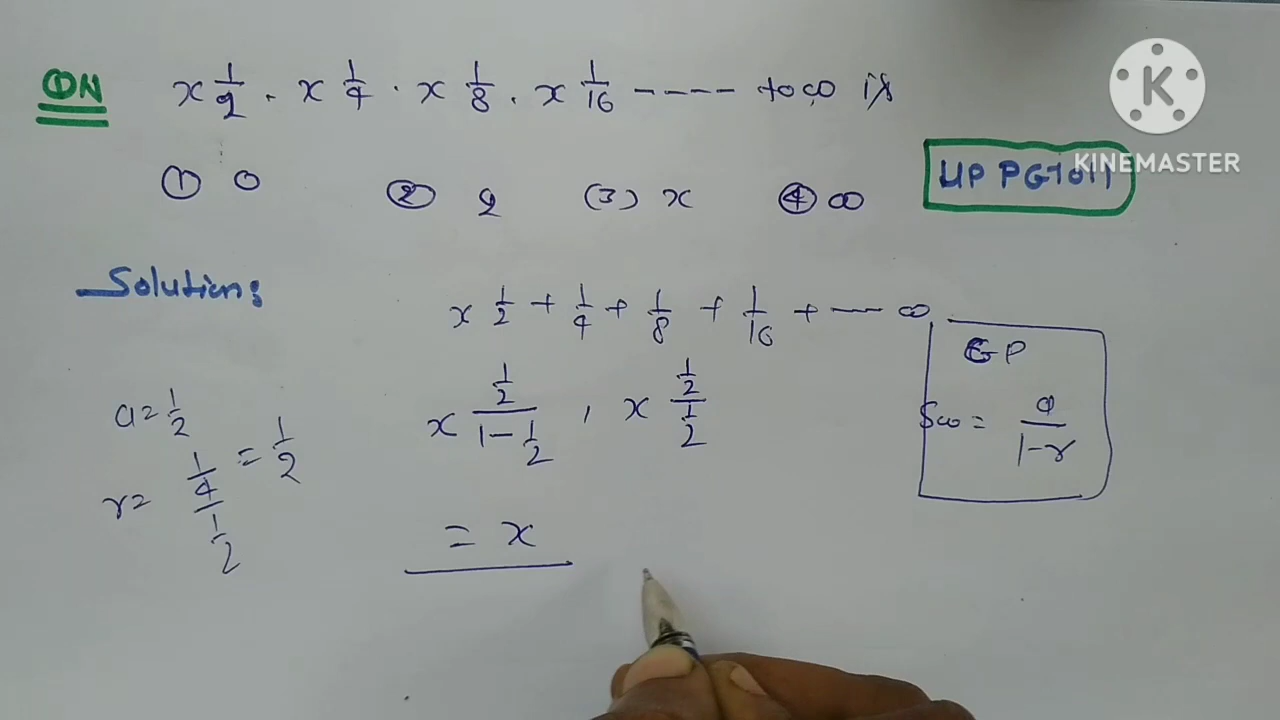 QN x 1/2 . x 1/4 . x 1/8 . x 1/16 ---- to ∞ is
K
KINEMASTER
① 0 ② 2 (3) x ④ ∞
UP PGT 011
Solution:
x 1/2 + 1/4 + 1/8 + 1/16 + --- ∞
GP
a = 1/2
x (1/2)/(1 - 1/2) , x (1/2)/(1/2)
S∞ = a/(1-r)
r = (1/4)/(1/2) = 1/2
= x